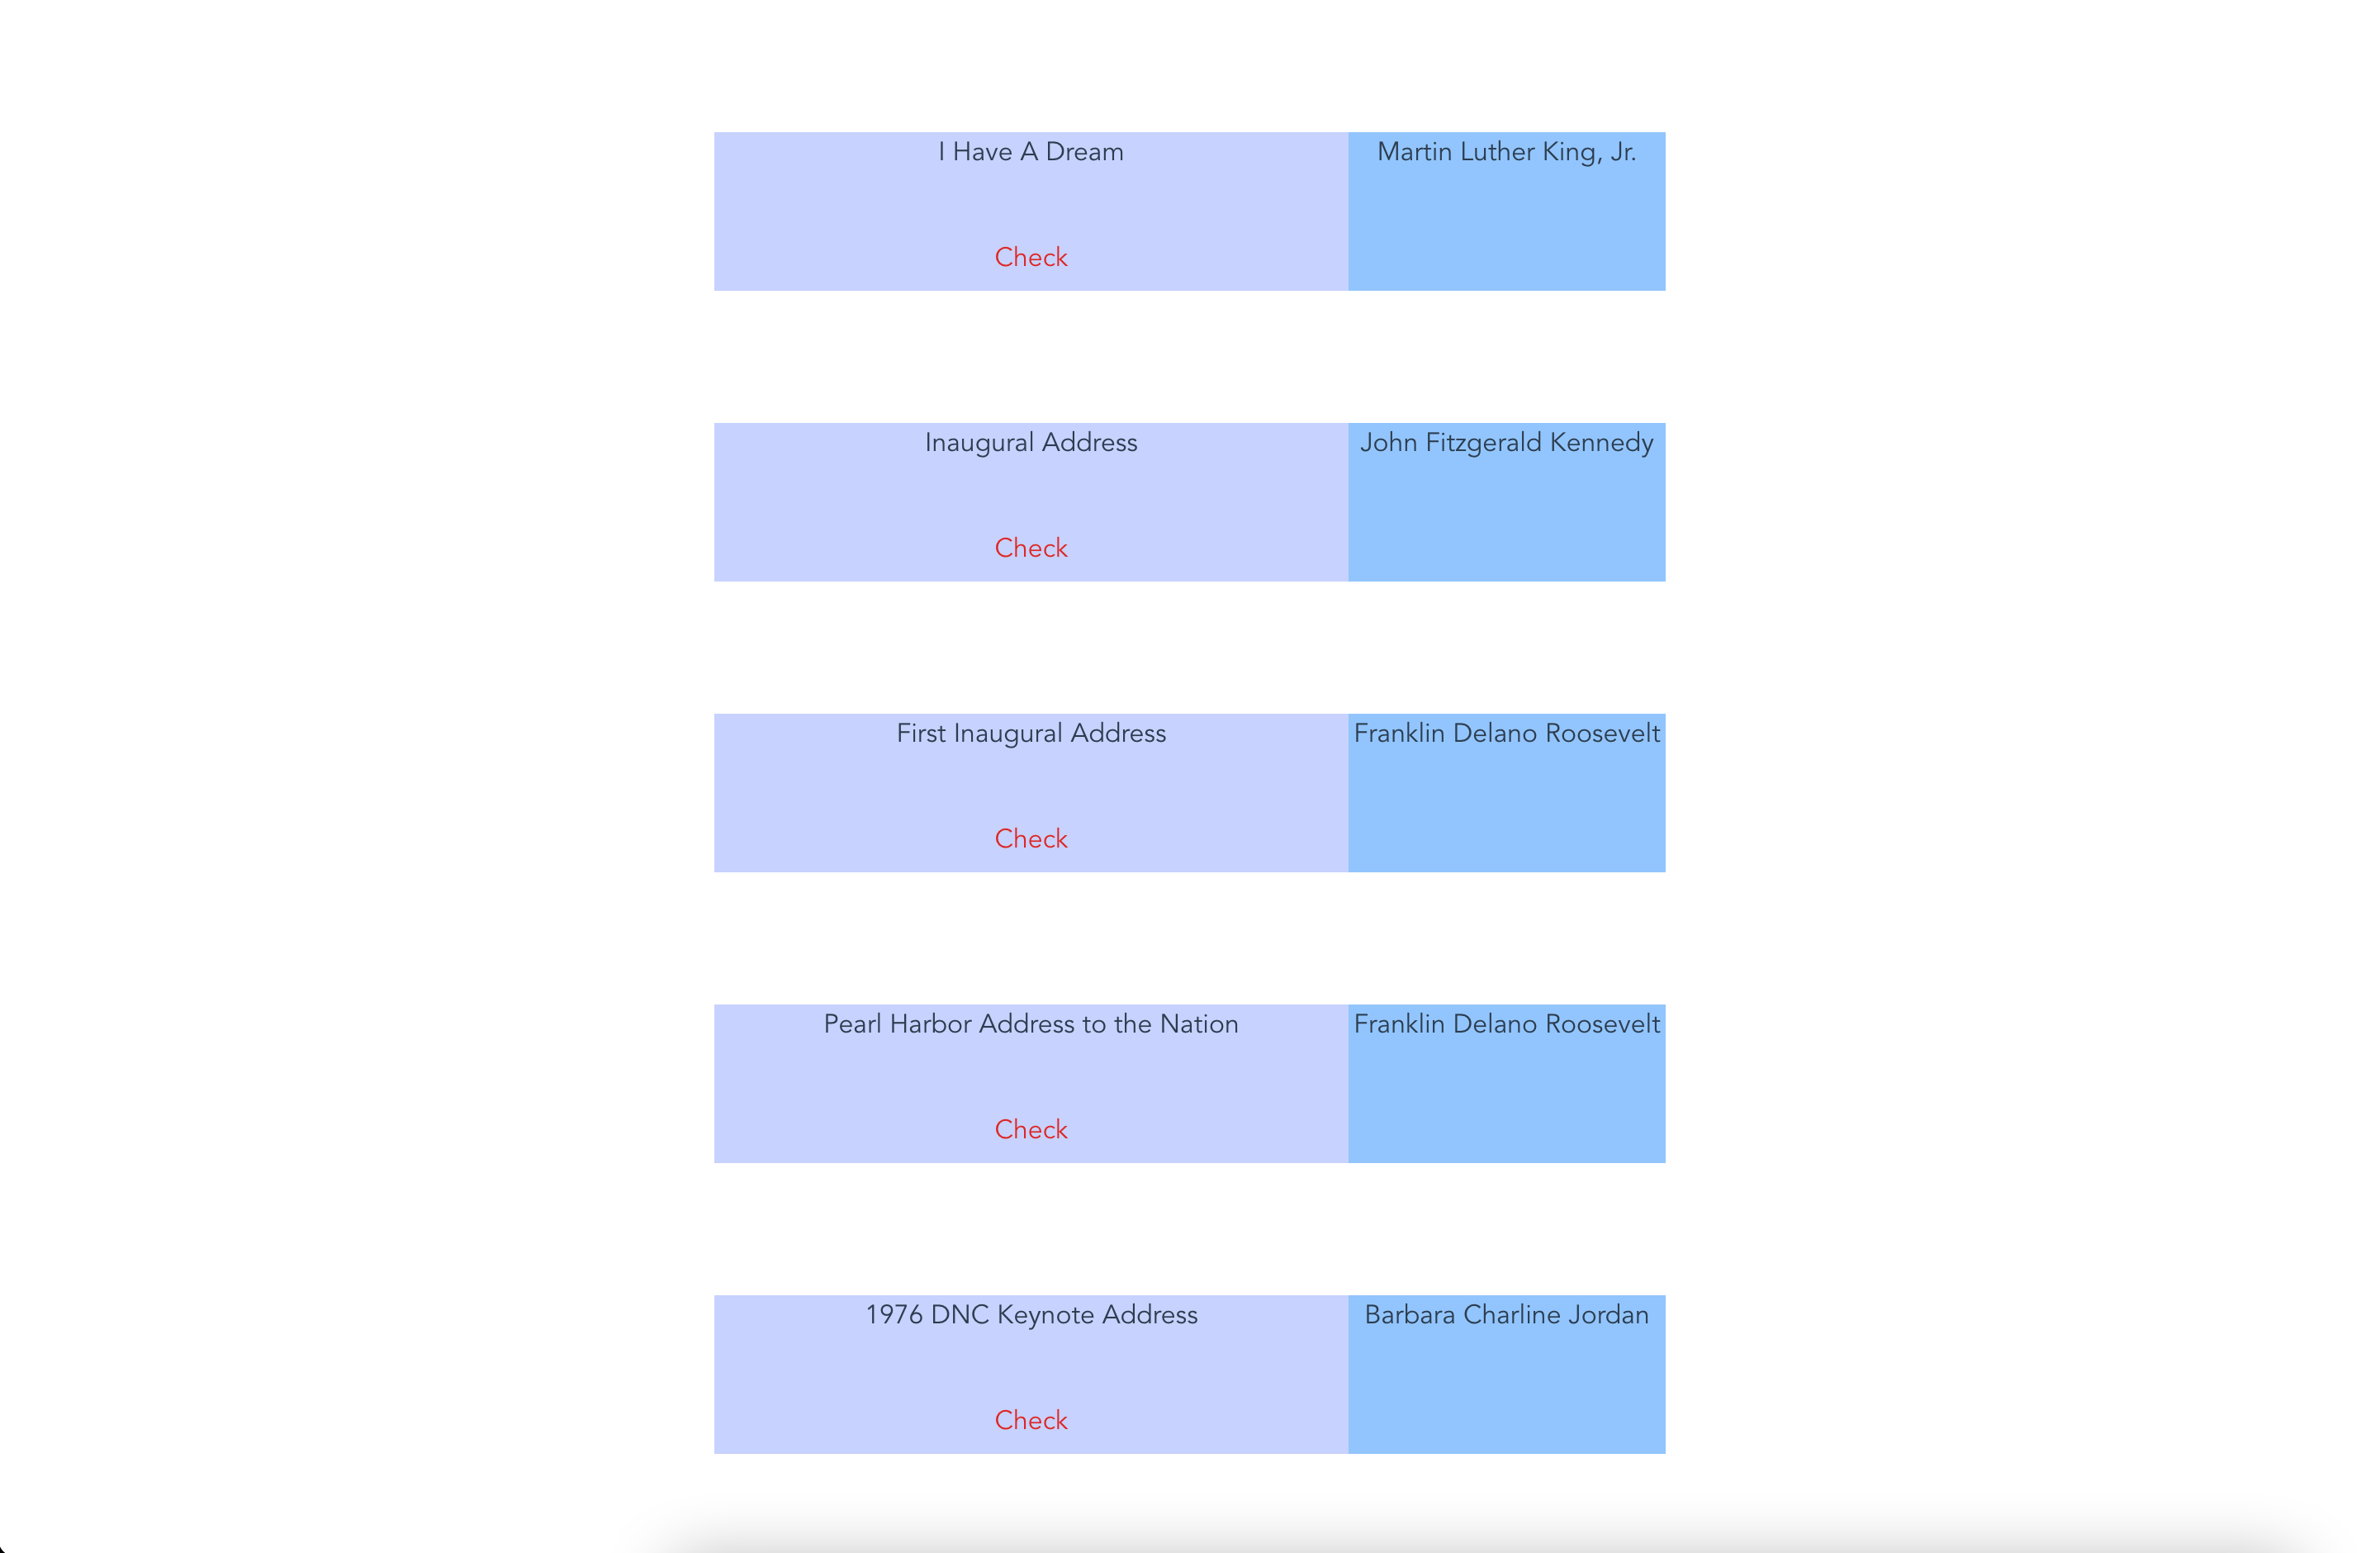 I Have A Dream
Martin Luther King, Jr.
Check
Inaugural Address
John Fitzgerald Kennedy
Check
First Inaugural Address
Franklin Delano Roosevelt
Check
Pearl Harbor Address to the Nation
Franklin Delano Roosevelt
Check
1976 DNC Keynote Address
Barbara Charline Jordan
Check